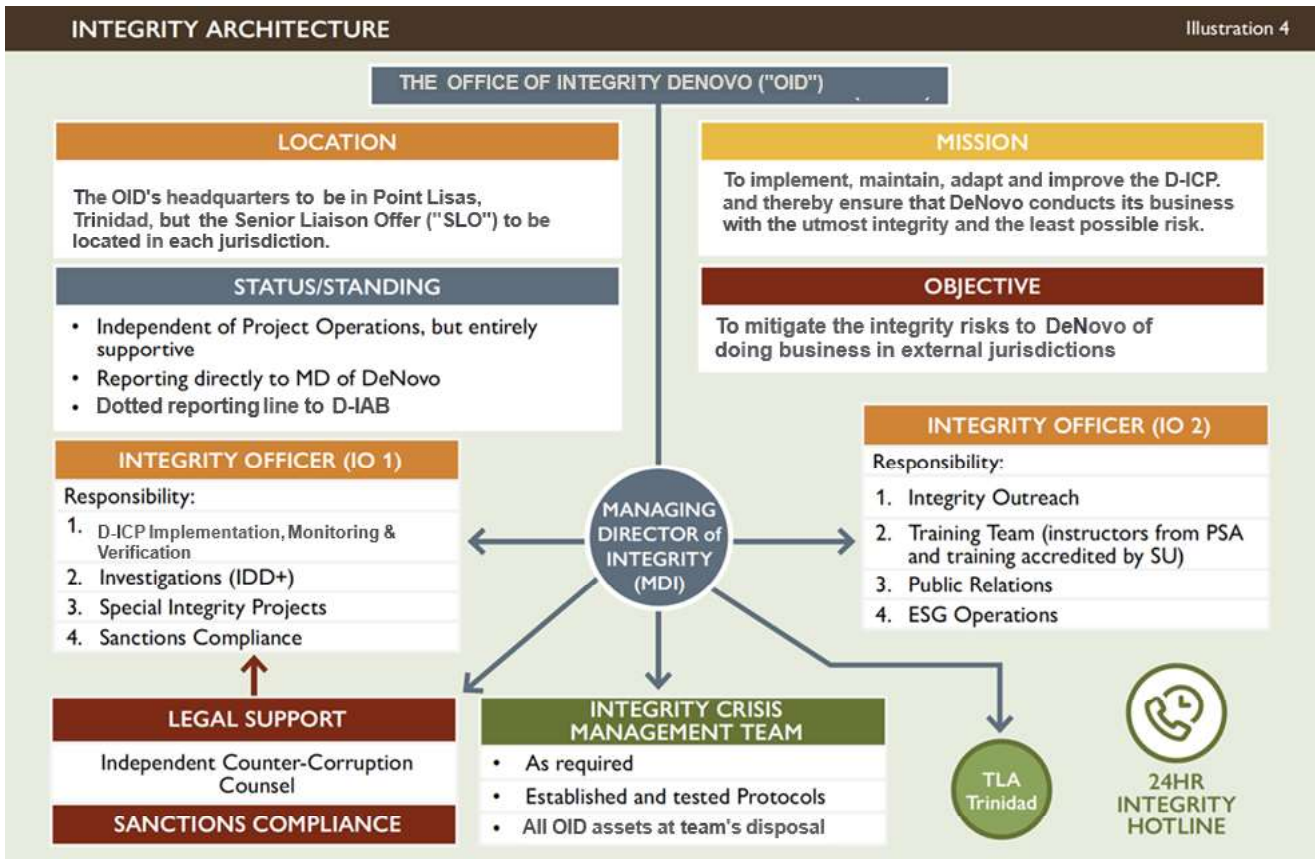 INTEGRITY ARCHITECTURE
Illustration 4
THE OFFICE OF INTEGRITY DENOVO ("OID")
LOCATION
The OID's headquarters to be in Point Lisas,
Trinidad, but the Senior Liaison Offer ("SLO") to be
located in each jurisdiction.
MISSION
To implement, maintain, adapt and improve the D-ICP.
and thereby ensure that DeNovo conducts its business
with the utmost integrity and the least possible risk.
STATUS/STANDING
• Independent of Project Operations, but entirely
supportive
• Reporting directly to MD of DeNovo
• Dotted reporting line to D-IAB
OBJECTIVE
To mitigate the integrity risks to DeNovo of
doing business in external jurisdictions
INTEGRITY OFFICER (IO 1)
Responsibility:
1. D-ICP Implementation, Monitoring &
Verification
2. Investigations (IDD+)
3. Special Integrity Projects
4. Sanctions Compliance
MANAGING
DIRECTOR of
INTEGRITY
(MDI)
INTEGRITY OFFICER (IO 2)
Responsibility:
1. Integrity Outreach
2. Training Team (instructors from PSA
and training accredited by SU)
3. Public Relations
4. ESG Operations
LEGAL SUPPORT
Independent Counter-Corruption
Counsel
SANCTIONS COMPLIANCE
INTEGRITY CRISIS
MANAGEMENT TEAM
• As required
• Established and tested Protocols
• All OID assets at team's disposal
TLA
Trinidad
24HR
INTEGRITY
HOTLINE